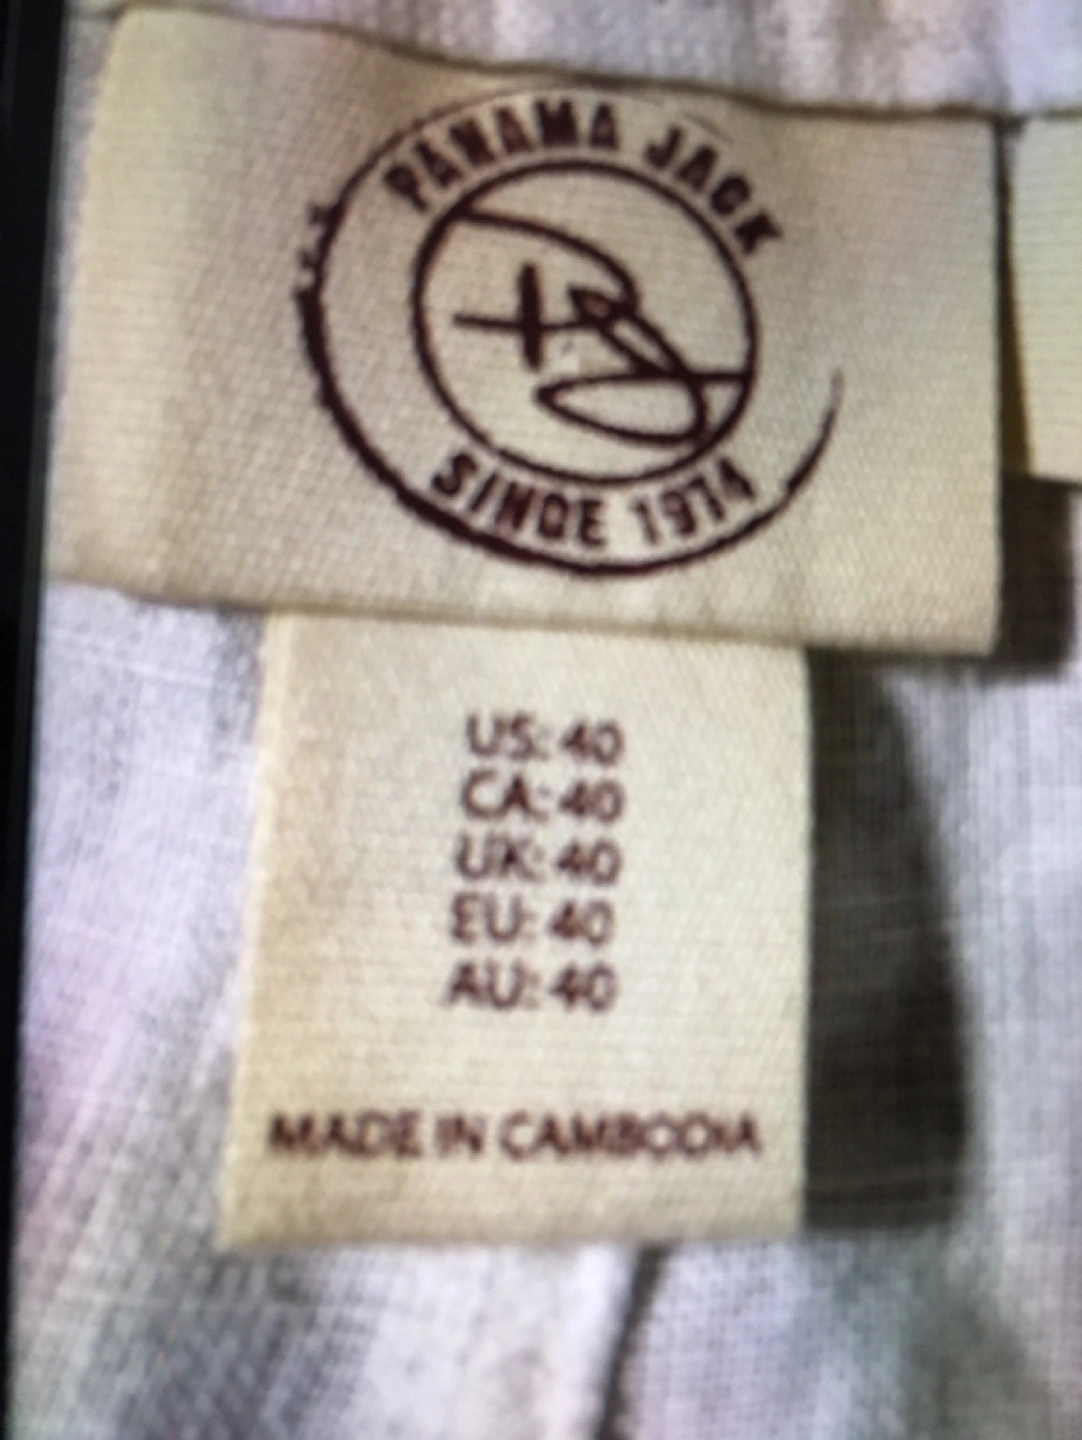 PANAMA JACK
SINCE 1974
US: 40
CA: 40
UK: 40
EU: 40
AU: 40
MADE IN CAMBODIA